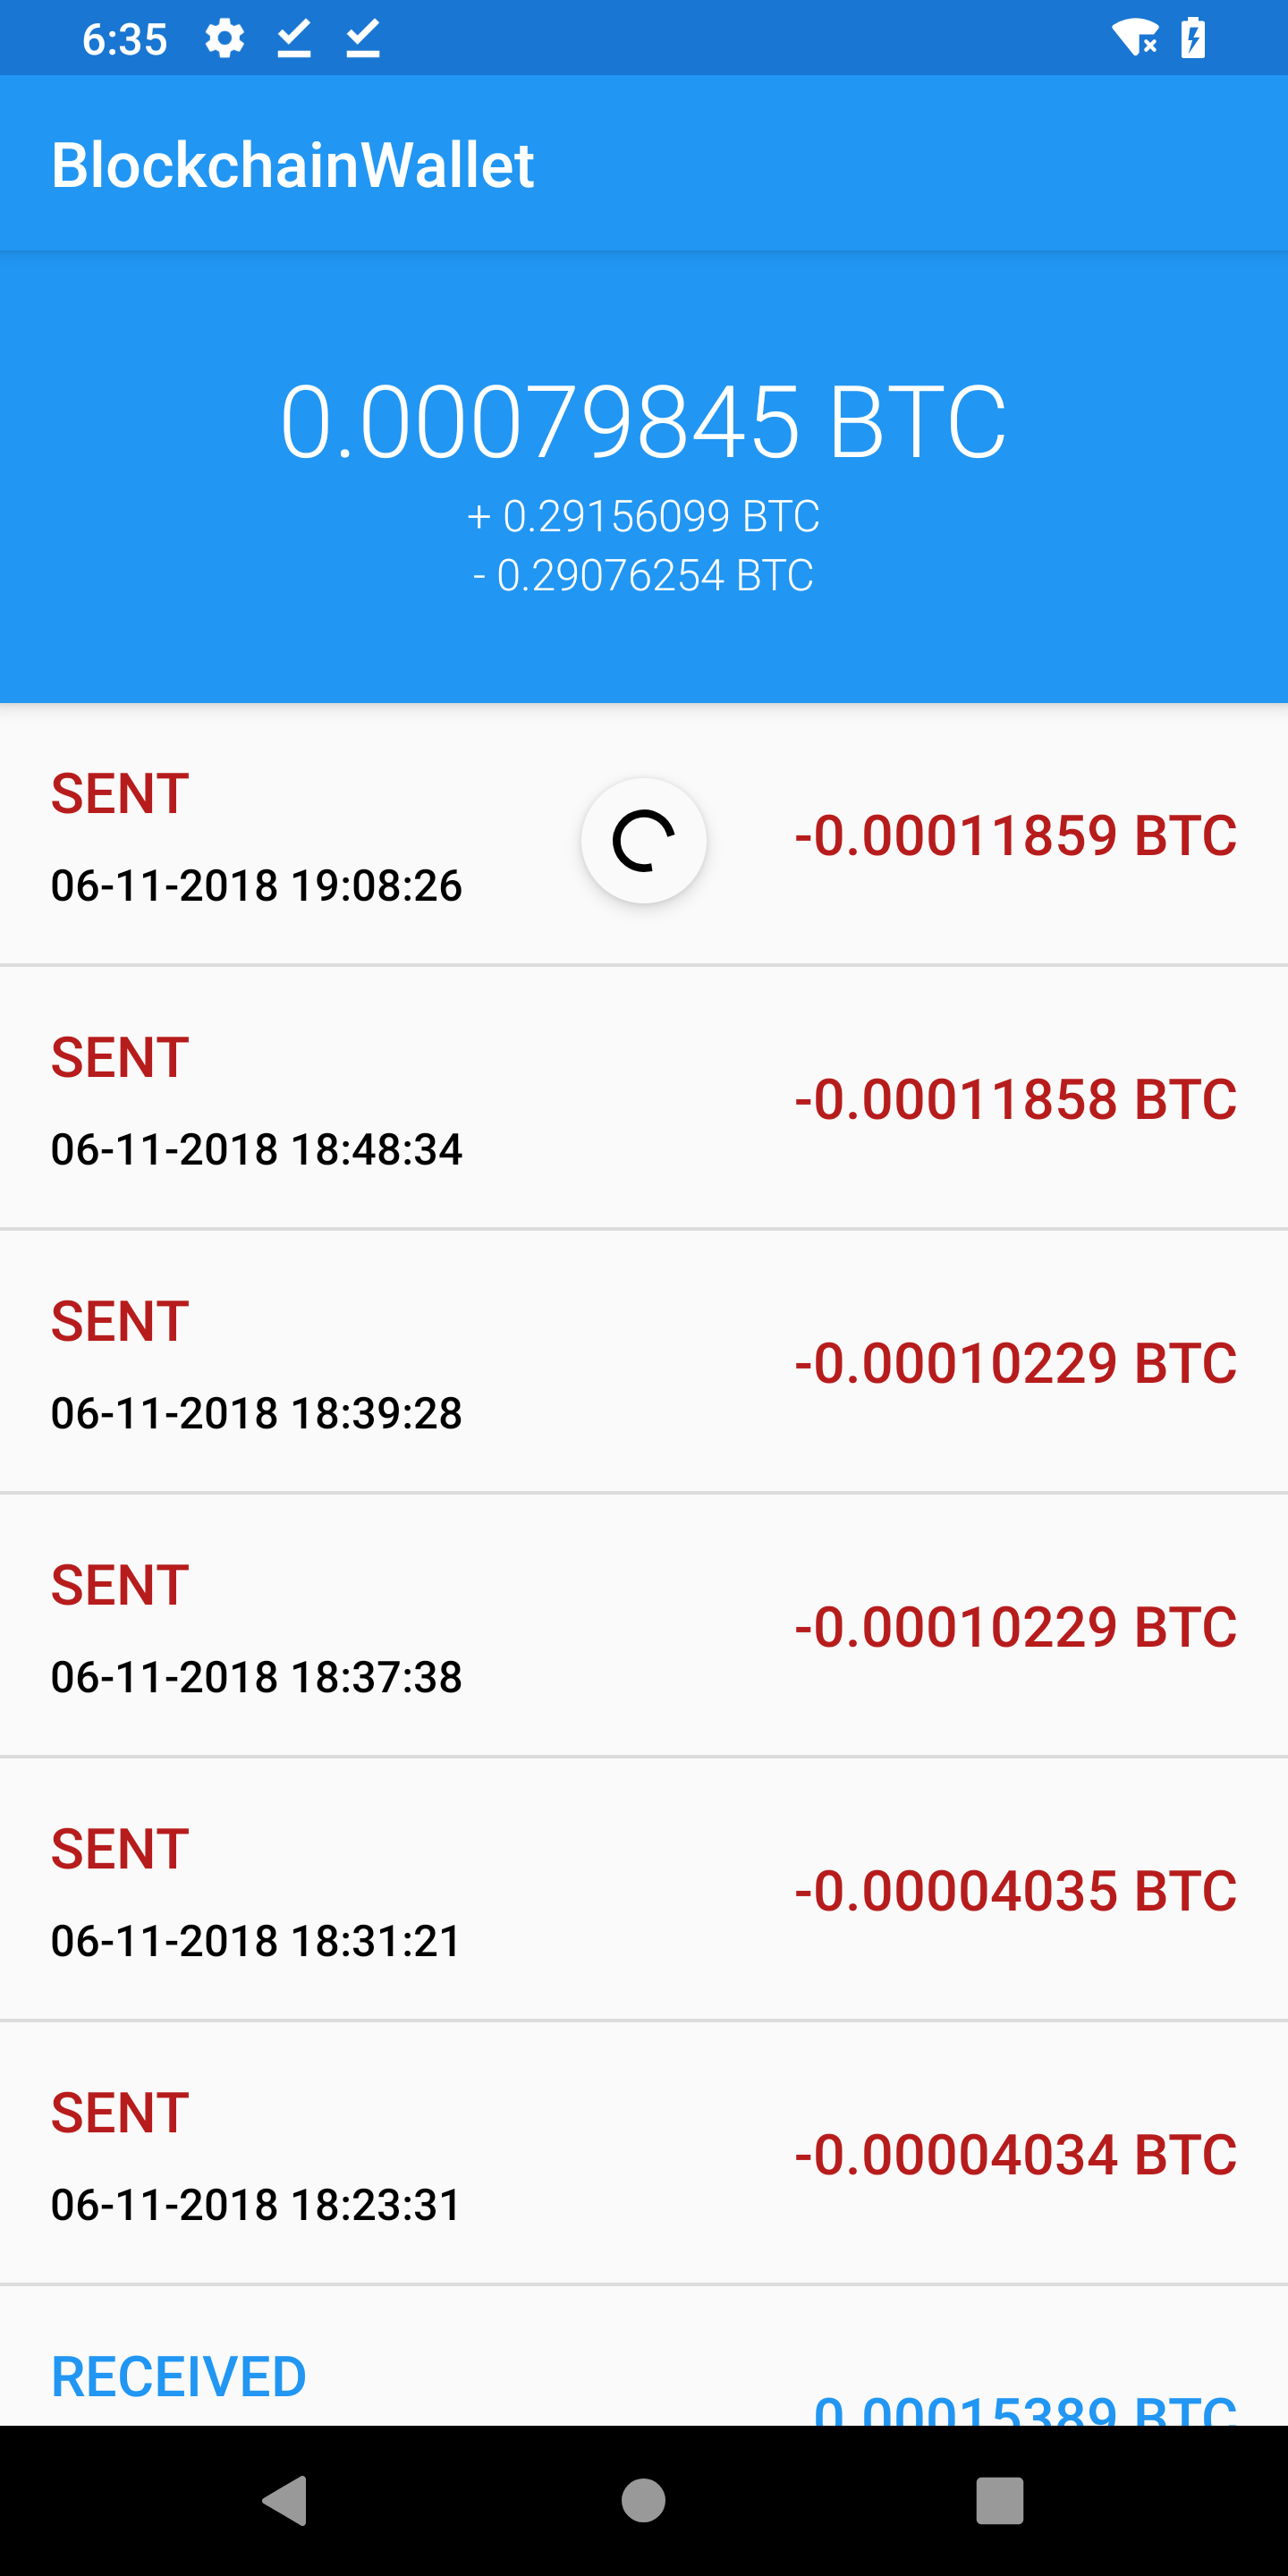 6:35
BlockchainWallet
0.00079845 BTC
+ 0.29156099 BTC
- 0.29076254 BTC
SENT
-0.00011859 BTC
06-11-2018 19:08:26
SENT
-0.00011858 BTC
06-11-2018 18:48:34
SENT
-0.00010229 BTC
06-11-2018 18:39:28
SENT
-0.00010229 BTC
06-11-2018 18:37:38
SENT
-0.00004035 BTC
06-11-2018 18:31:21
SENT
-0.00004034 BTC
06-11-2018 18:23:31
RECEIVED
0.00015389 BTC